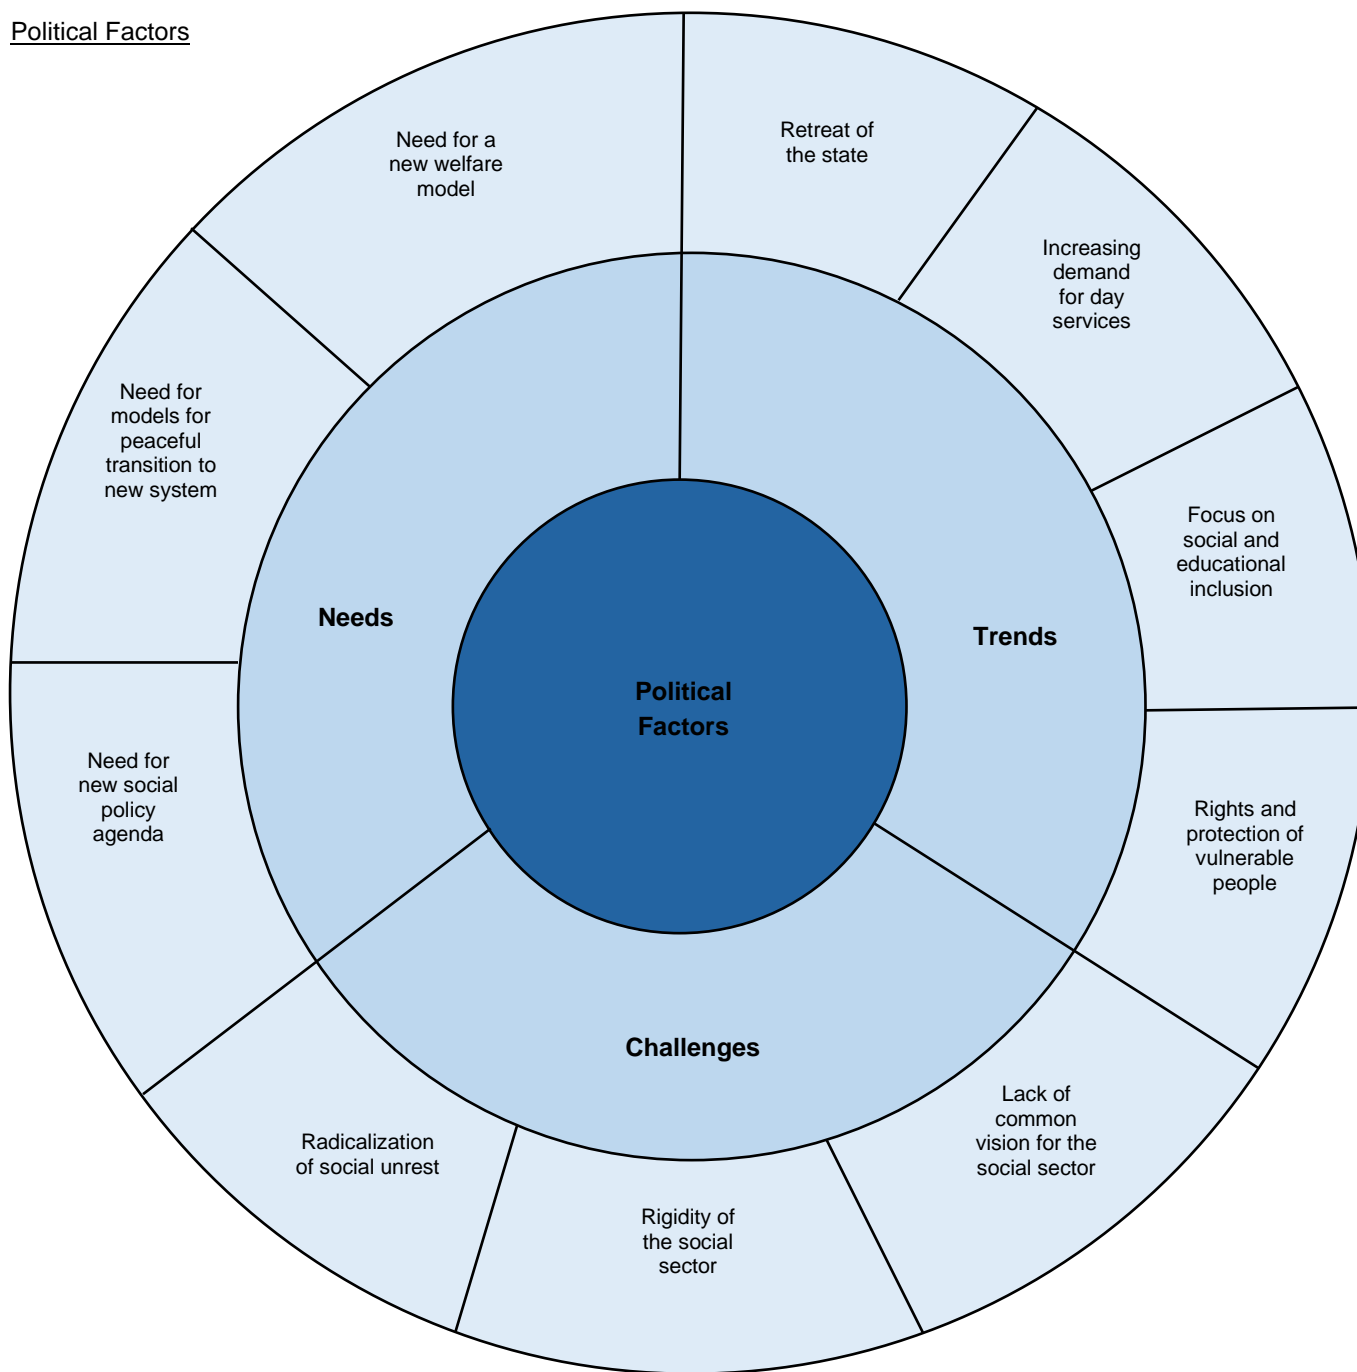 Political Factors
Need for a
new welfare
model
Retreat of
the state
Increasing
demand
for day
services
Need for
models for
peaceful
transition to
new system
Focus on
social and
educational
inclusion
Needs
Trends
Political
Factors
Need for
new social
policy
agenda
Rights and
protection of
vulnerable
people
Challenges
Lack of
common
vision for the
social sector
Radicalization
of social unrest
Rigidity of
the social
sector